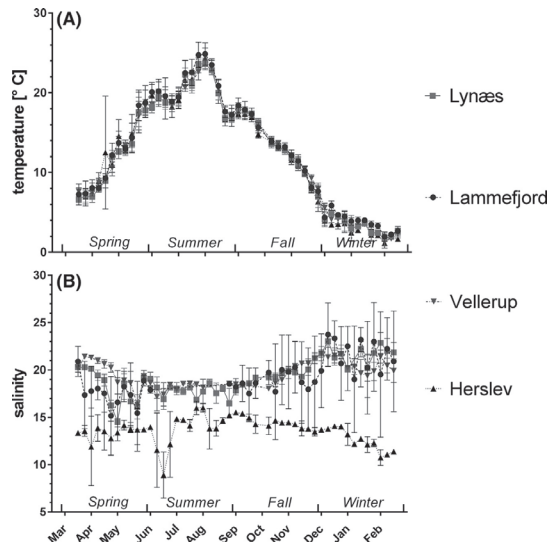 (A)
30
20
10
0
temperature [° C]
Spring Summer Fall Winter
Lynæs
Lammefjord
Vellerup
Herslev
(B)
30
25
20
15
10
5
salinity
Spring Summer Fall Winter
Mar Apr May Jun Jul Aug Sep Oct Nov Dec Jan Feb